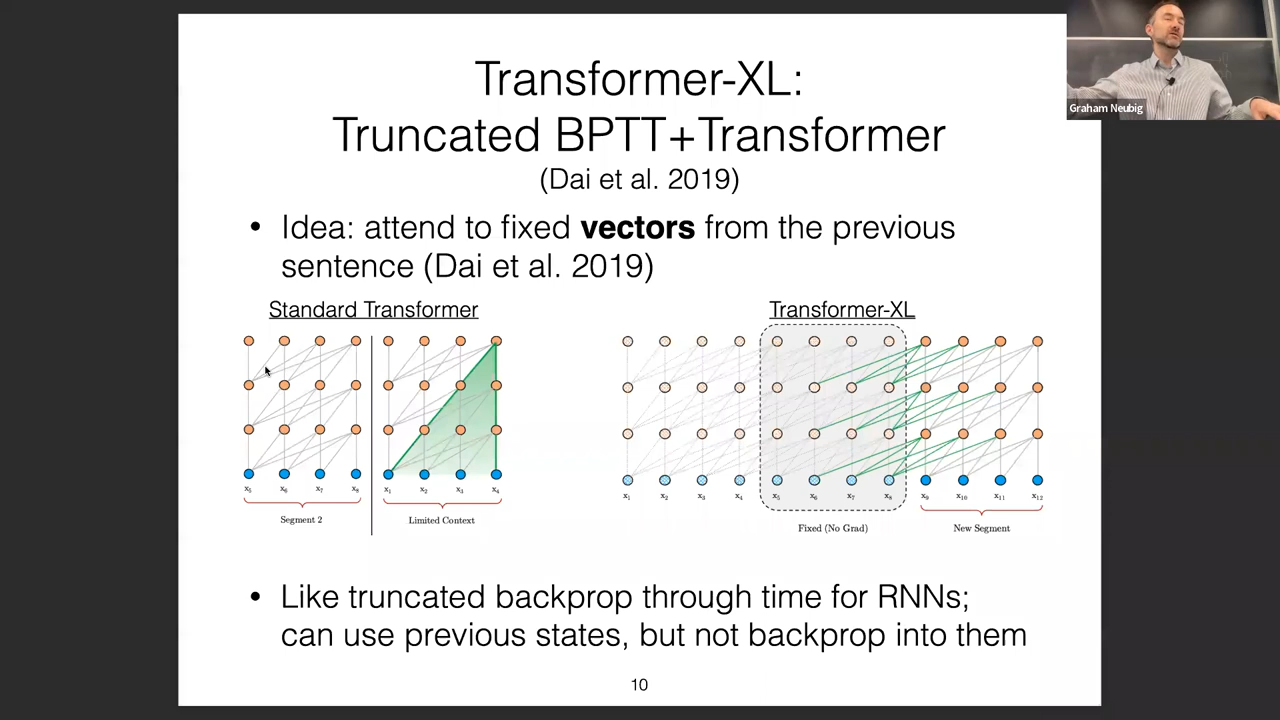 Transformer-XL:
Truncated BPTT+Transformer
(Dai et al. 2019)
• Idea: attend to fixed vectors from the previous
sentence (Dai et al. 2019)
Standard Transformer
Transformer-XL
x5 x6 x7 x8 x1 x2 x3 x4
Segment 2
Limited Context
x1 x2 x3 x4 x5 x6 x7 x8 x9 x10 x11 x12
Fixed (No Grad)
New Segment
• Like truncated backprop through time for RNNs;
can use previous states, but not backprop into them
10
Graham Neubig